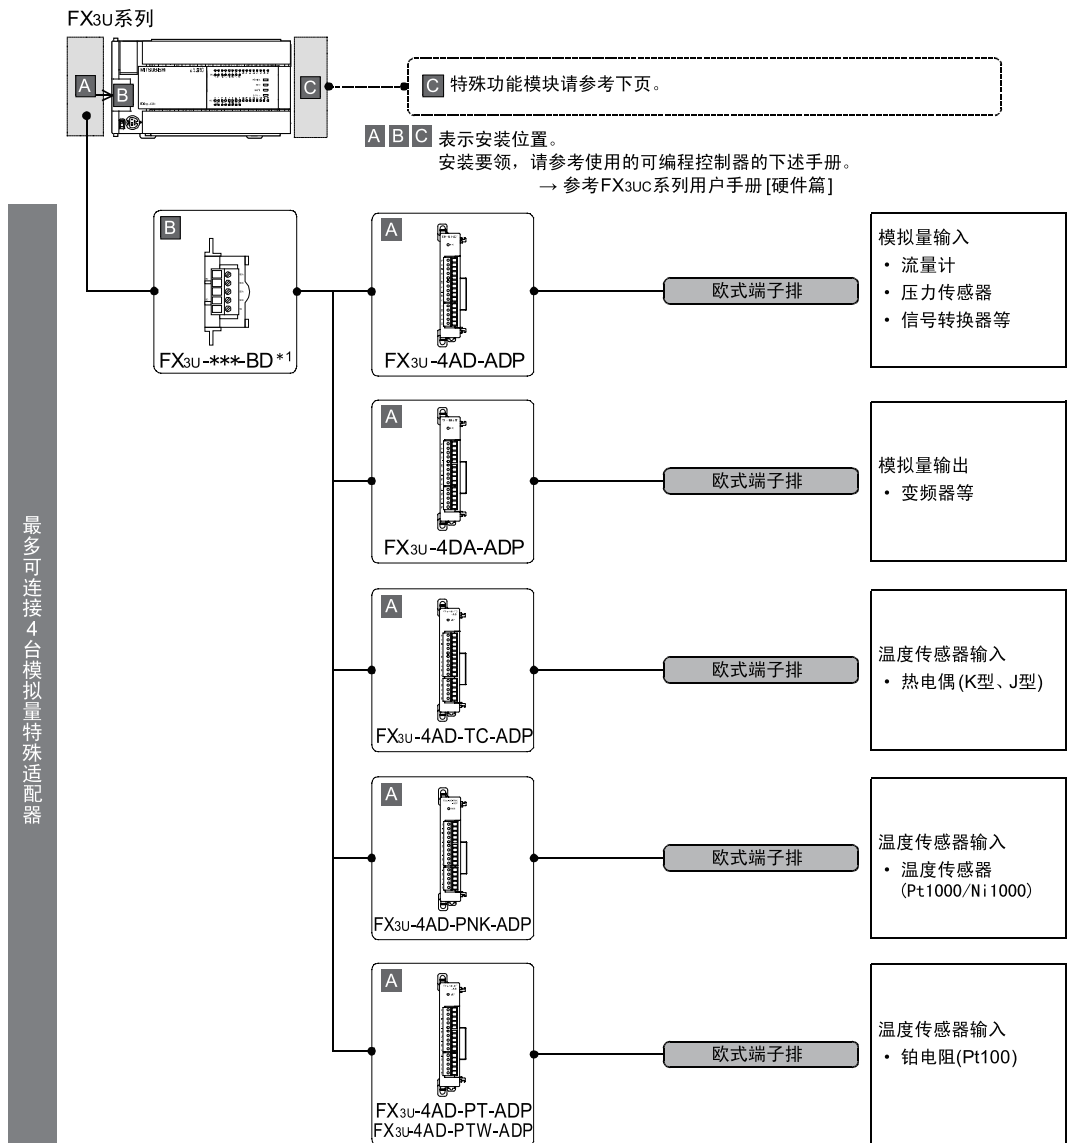 FX3U系列
A
B
C
C 特殊功能模块请参考下页。
A B C 表示安装位置。
安装要领，请参考使用的可编程控制器的下述手册。
→ 参考FX3UC系列用户手册 [硬件篇]
最多可连接4台模拟量特殊适配器
B
FX3U-***-BD*1
A
FX3U-4AD-ADP
欧式端子排
模拟量输入
• 流量计
• 压力传感器
• 信号转换器等
A
FX3U-4DA-ADP
欧式端子排
模拟量输出
• 变频器等
A
FX3U-4AD-TC-ADP
欧式端子排
温度传感器输入
• 热电偶(K型、J型)
A
FX3U-4AD-PNK-ADP
欧式端子排
温度传感器输入
• 温度传感器
(Pt1000/Ni1000)
A
FX3U-4AD-PT-ADP
FX3U-4AD-PTW-ADP
欧式端子排
温度传感器输入
• 铂电阻(Pt100)